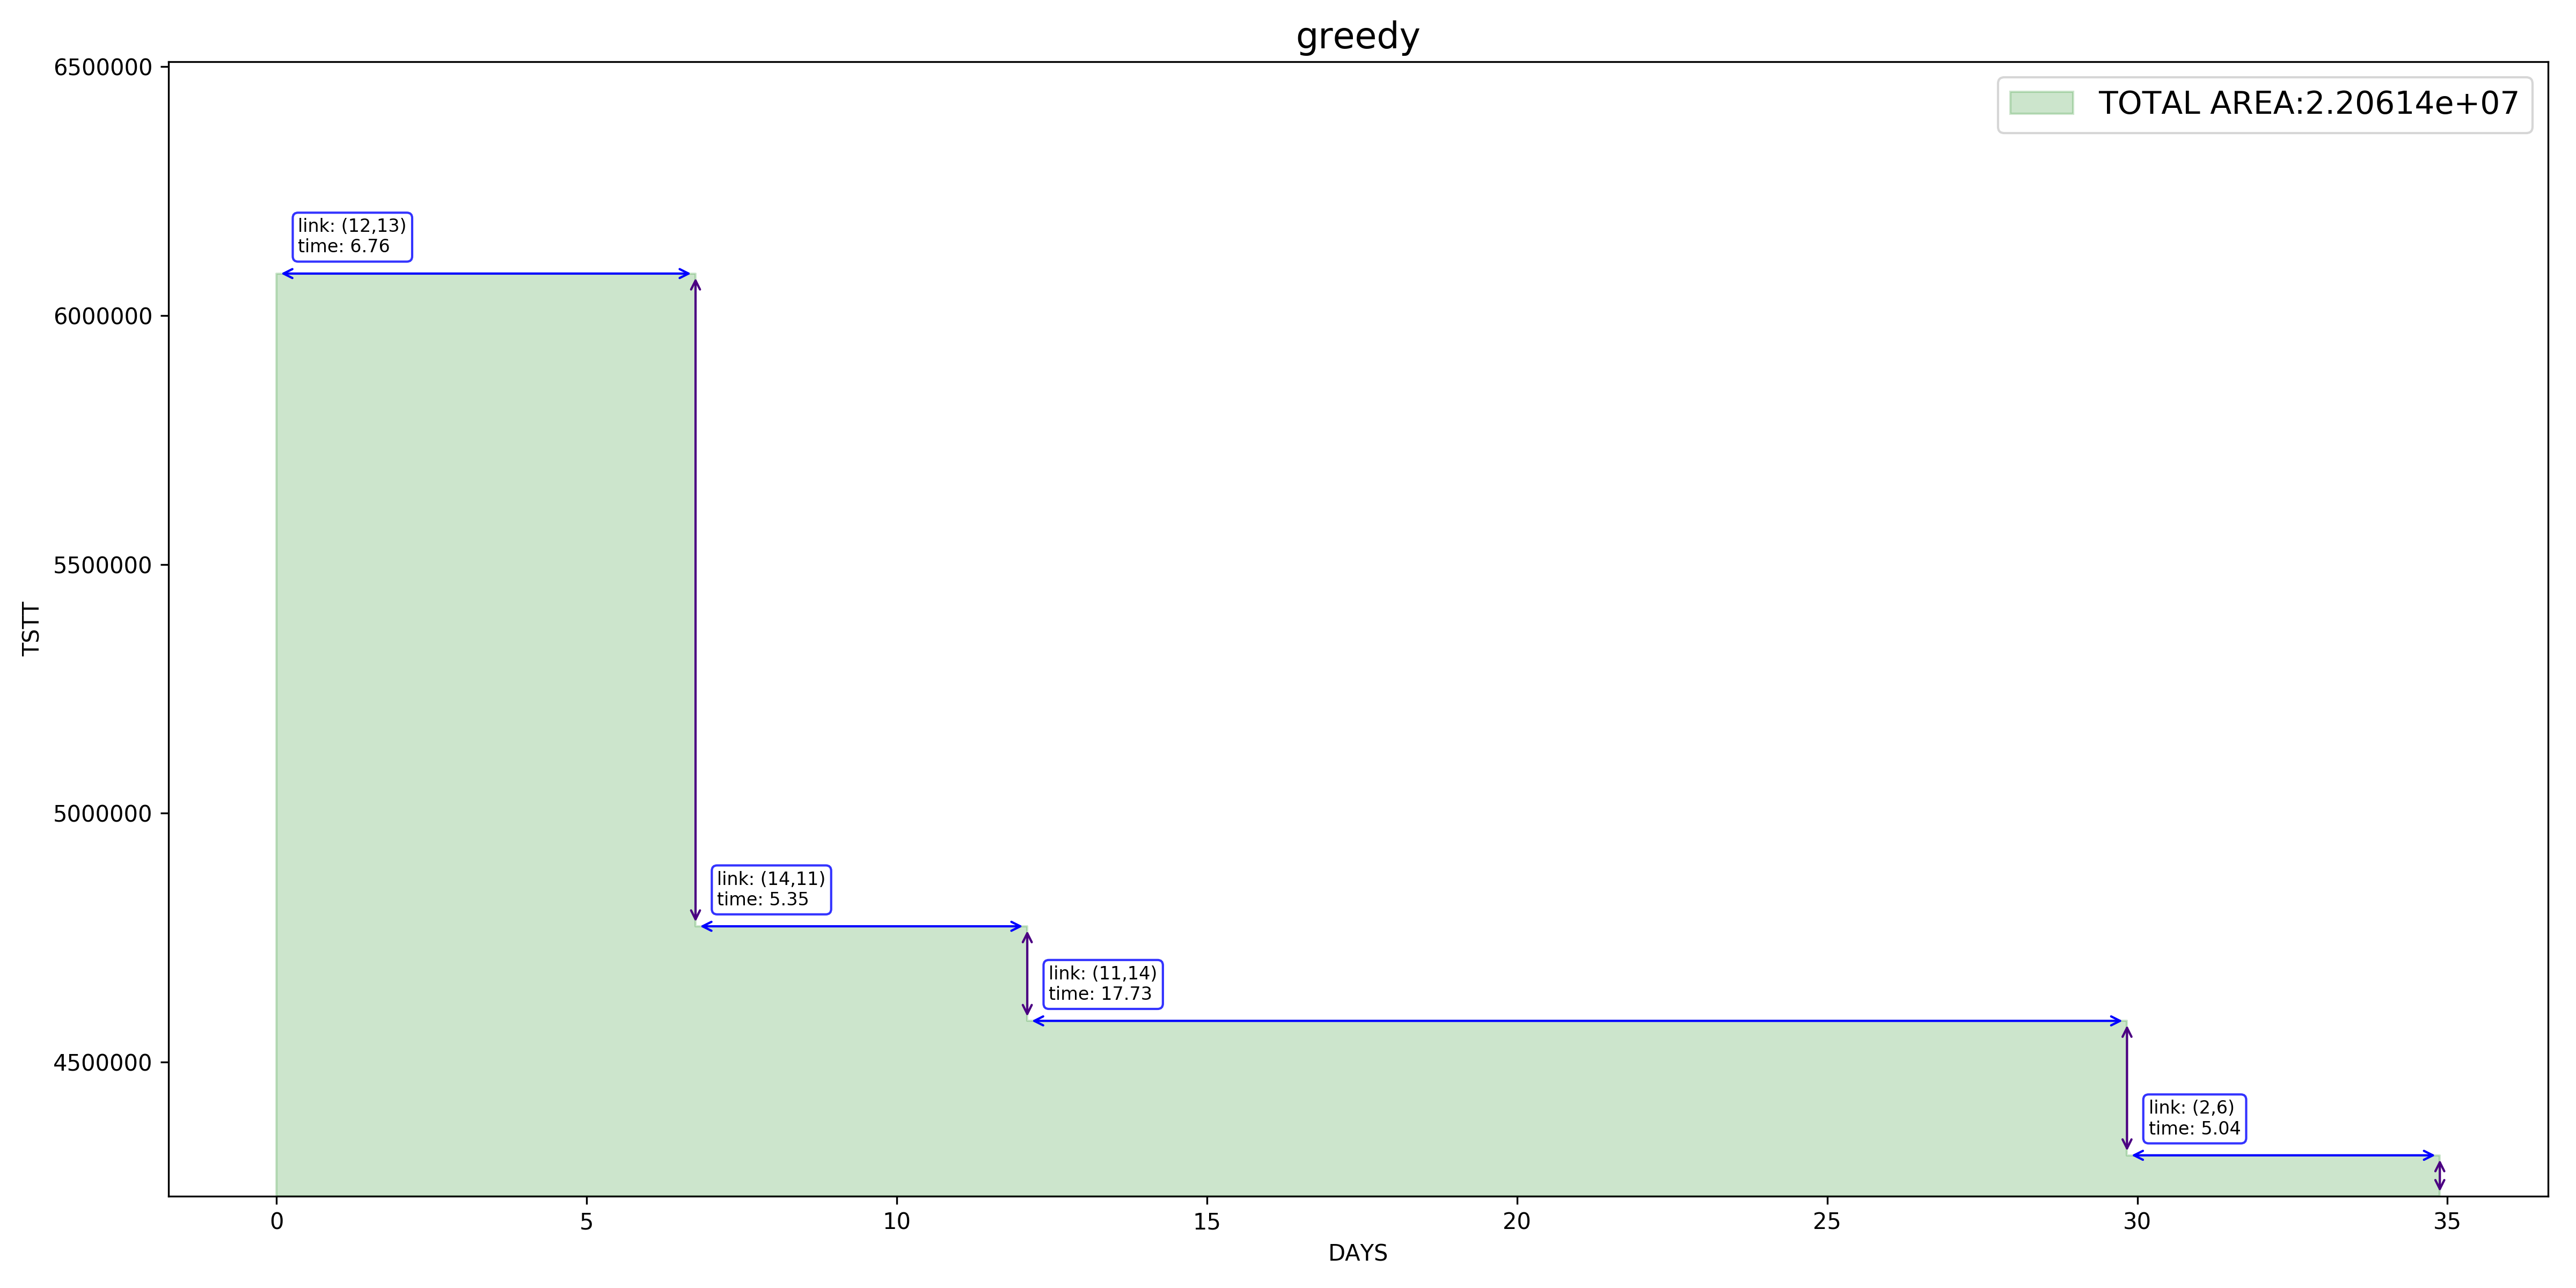 greedy
TOTAL AREA:2.20614e+07
6500000
6000000
5500000
5000000
4500000
TSTT
link: (12,13)
time: 6.76
link: (14,11)
time: 5.35
link: (11,14)
time: 17.73
link: (2,6)
time: 5.04
0 5 10 15 20 25 30 35
DAYS